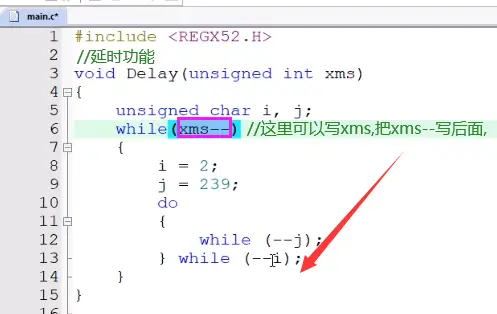 main.c*
1 #include <REGX52.H>
2 //延时功能
3 void Delay(unsigned int xms)
4 {
5 unsigned char i, j;
6 while(xms--) //这里可以写xms,把xms--写后面,
7 {
8 i = 2;
9 j = 239;
10 do
11 {
12 while (--j);
13 } while (--i);
14 }
15 }